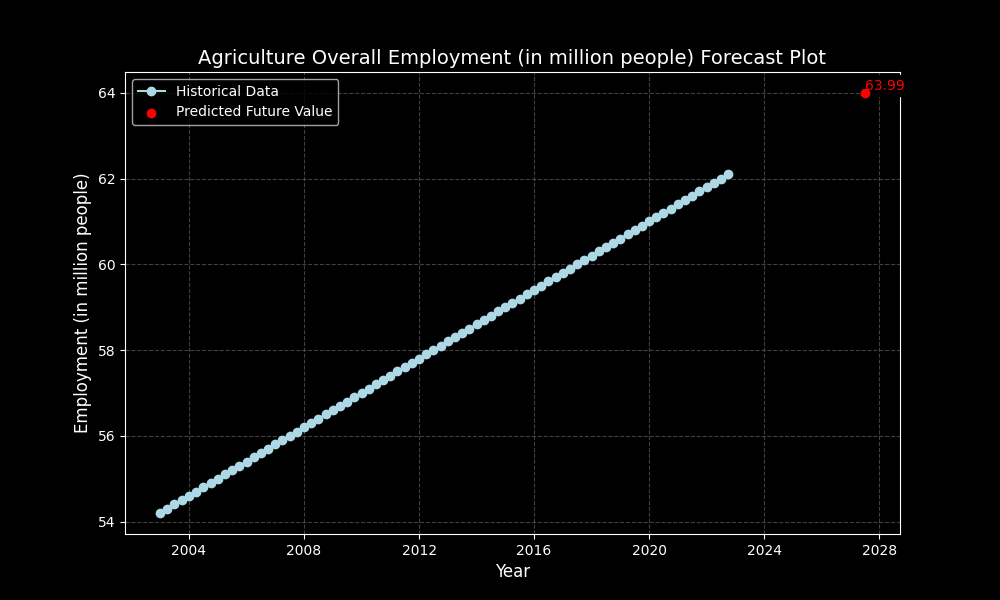 Agriculture Overall Employment (in million people) Forecast Plot
Historical Data
Predicted Future Value
63.99
Employment (in million people)
64
62
60
58
56
54
2004 2008 2012 2016 2020 2024 2028
Year